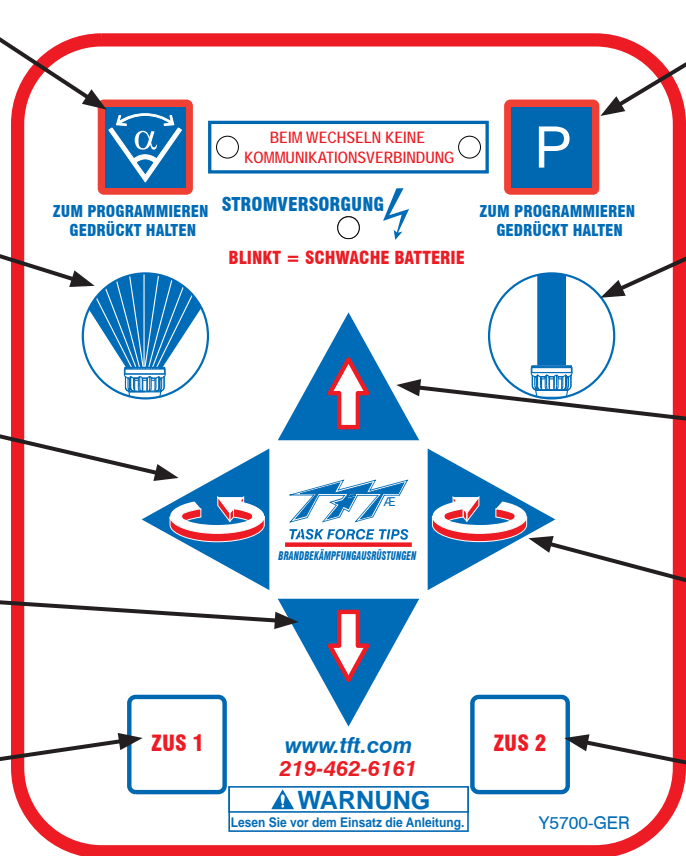 α
BEIM WECHSELN KEINE
KOMMUNIKATIONSVERBINDUNG
P
ZUM PROGRAMMIEREN
GEDRÜCKT HALTEN
STROMVERSORGUNG
BLINKT = SCHWACHE BATTERIE
ZUM PROGRAMMIEREN
GEDRÜCKT HALTEN
TFT Æ
TASK FORCE TIPS
BRANDBEKÄMPFUNGAUSRÜSTUNGEN
ZUS 1
www.tft.com
219-462-6161
ZUS 2
WARNUNG
Lesen Sie vor dem Einsatz die Anleitung.
Y5700-GER